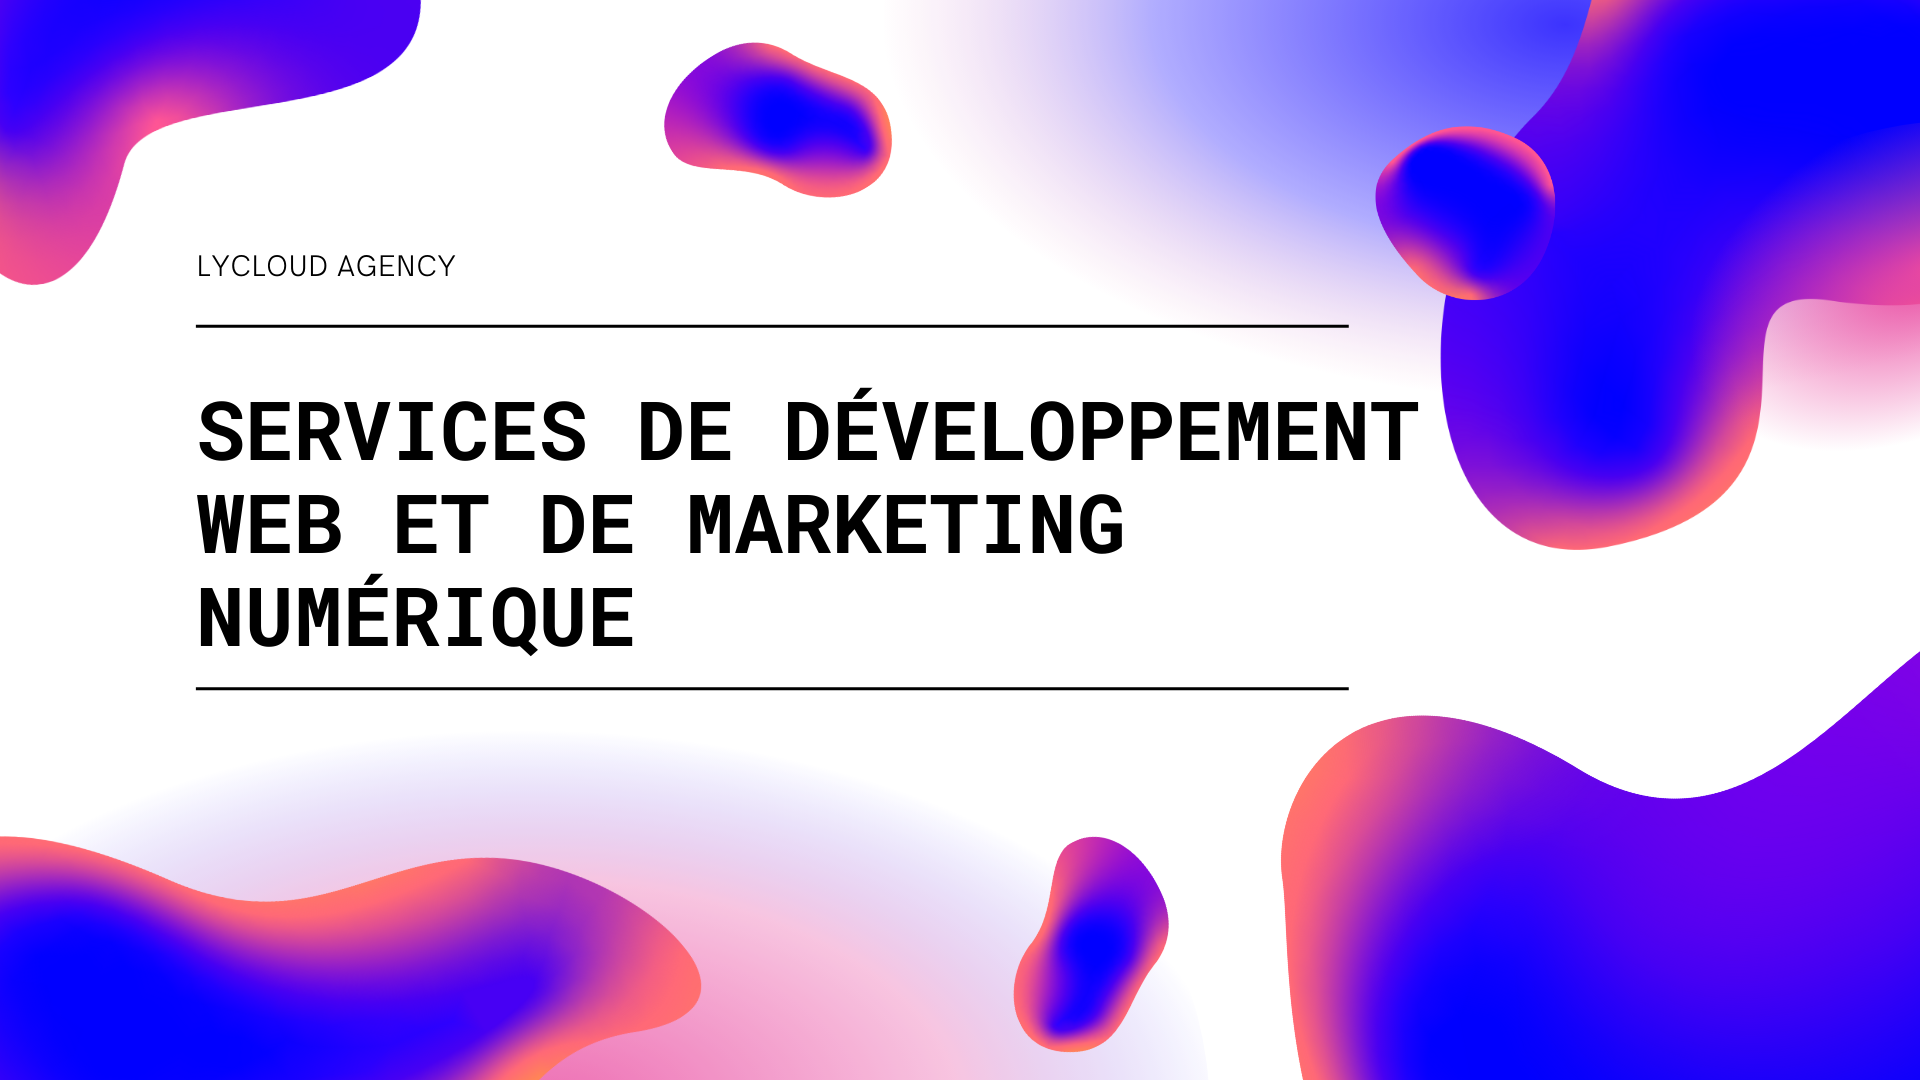 LYCLOUD AGENCY
SERVICES DE DÉVELOPPEMENT
WEB ET DE MARKETING
NUMÉRIQUE